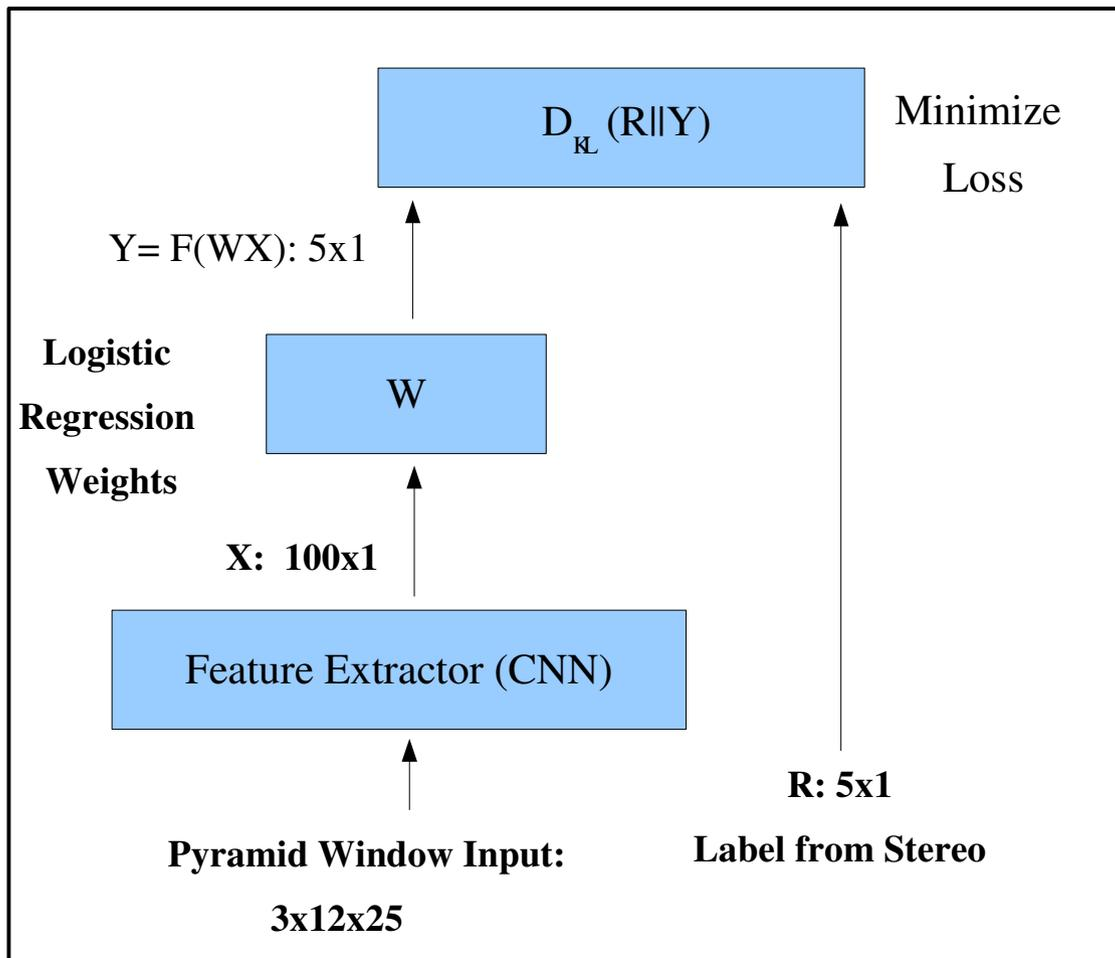 D_KL (R||Y)
Minimize
Loss
Y= F(WX): 5x1
Logistic
Regression
Weights
W
X: 100x1
Feature Extractor (CNN)
R: 5x1
Label from Stereo
Pyramid Window Input:
3x12x25